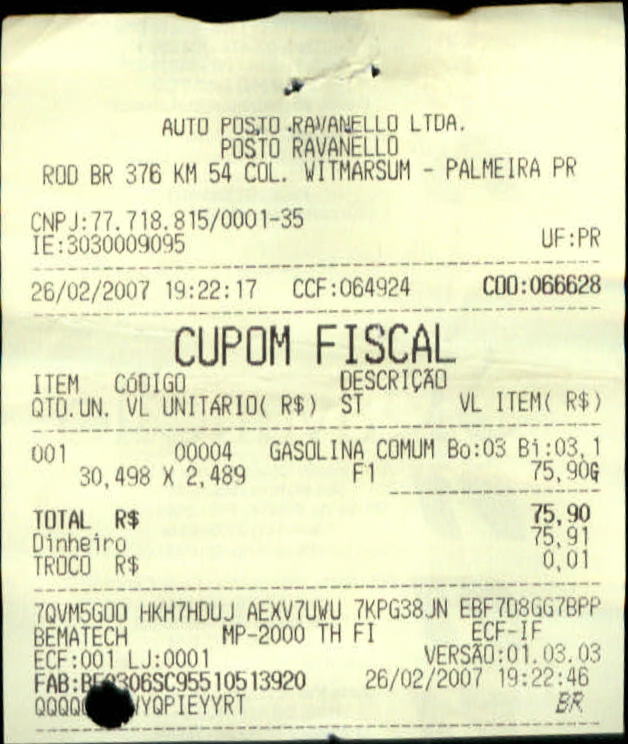 AUTO POSTO RAVANELLO LTDA.
POSTO RAVANELLO
ROD BR 376 KM 54 COL. WITMARSUM - PALMEIRA PR
CNPJ:77.718.815/0001-35
IE:3030009095 UF:PR
26/02/2007 19:22:17 CCF:064924 COO:066628
CUPOM FISCAL
ITEM CóDIGO DESCRIÇÃO
QTD.UN. VL UNITÁRIO( R$) ST VL ITEM( R$)
001 00004 GASOLINA COMUM Bo:03 Bi:03,1
30,498 X 2,489 F1 75,90G
TOTAL R$ 75,90
Dinheiro 75,91
TROCO R$ 0,01
7QVM5GOO HKH7HDUJ AEXV7UWU 7KPG38JN EBF7D8GG7BPP
BEMATECH MP-2000 TH FI ECF-IF
ECF:001 LJ:0001 VERSÃO:01.03.03
26/02/2007 19:22:46
BR